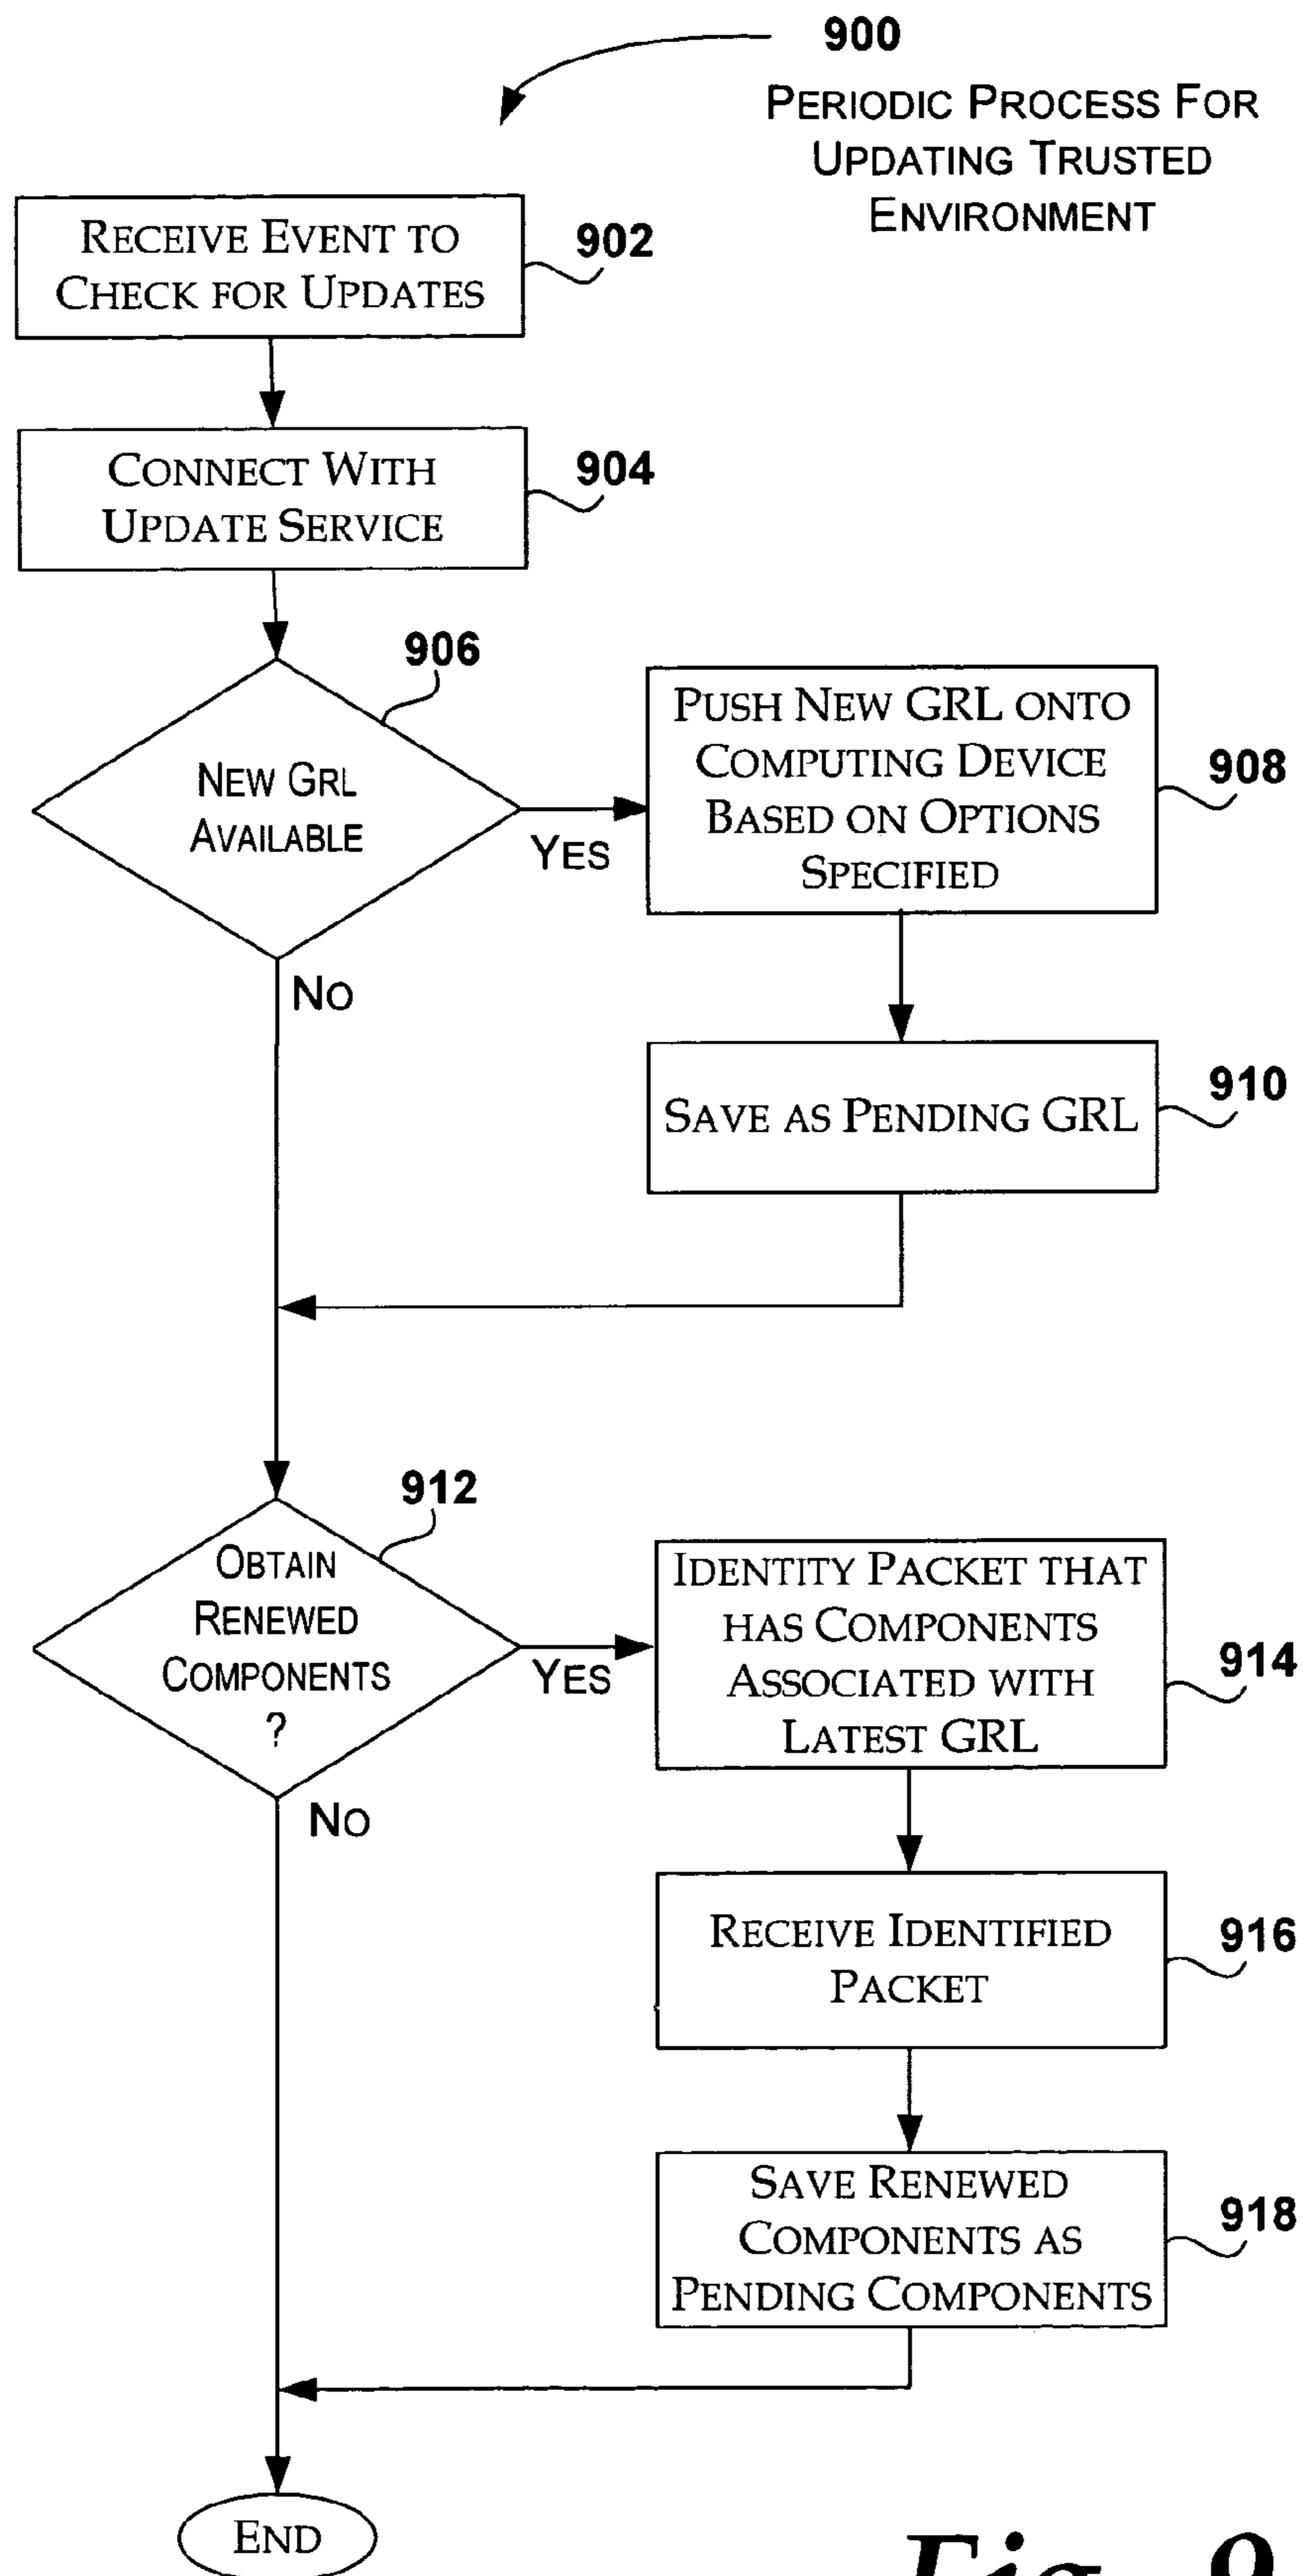 900
PERIODIC PROCESS FOR
UPDATING TRUSTED
ENVIRONMENT
RECEIVE EVENT TO
CHECK FOR UPDATES
902
CONNECT WITH
UPDATE SERVICE
904
906
NEW GRL
AVAILABLE
YES
NO
PUSH NEW GRL ONTO
COMPUTING DEVICE
BASED ON OPTIONS
SPECIFIED
908
SAVE AS PENDING GRL
910
912
OBTAIN
RENEWED
COMPONENTS
?
YES
NO
IDENTITY PACKET THAT
HAS COMPONENTS
ASSOCIATED WITH
LATEST GRL
914
RECEIVE IDENTIFIED
PACKET
916
SAVE RENEWED
COMPONENTS AS
PENDING COMPONENTS
918
END
Fig. 9